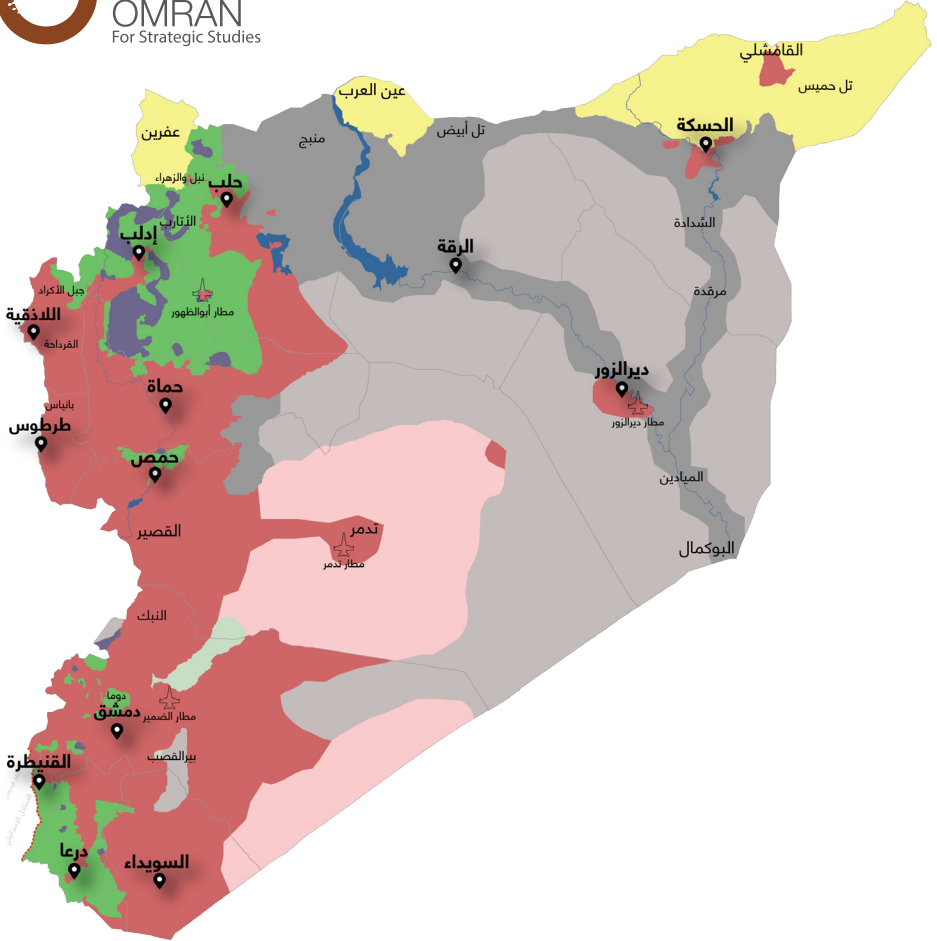 OMRAN
For Strategic Studies
القامشلي
تل حميس
عين العرب
تل أبيض
عفرين
منبج
الحسكة
نبل والزهراء
حلب
الأتارب
الشدادة
إدلب
الرقة
جبل الأكراد
مرقدة
مطار أبوالظهور
اللاذقية
القرداحة
ديرالزور
حماة
بانياس
مطار ديرالزور
طرطوس
حمص
الميادين
القصير
تدمر
البوكمال
مطار تدمر
النبك
دوما
دمشق
مطار الضمير
القنيطرة
بيرالقصب
درعا
السويداء